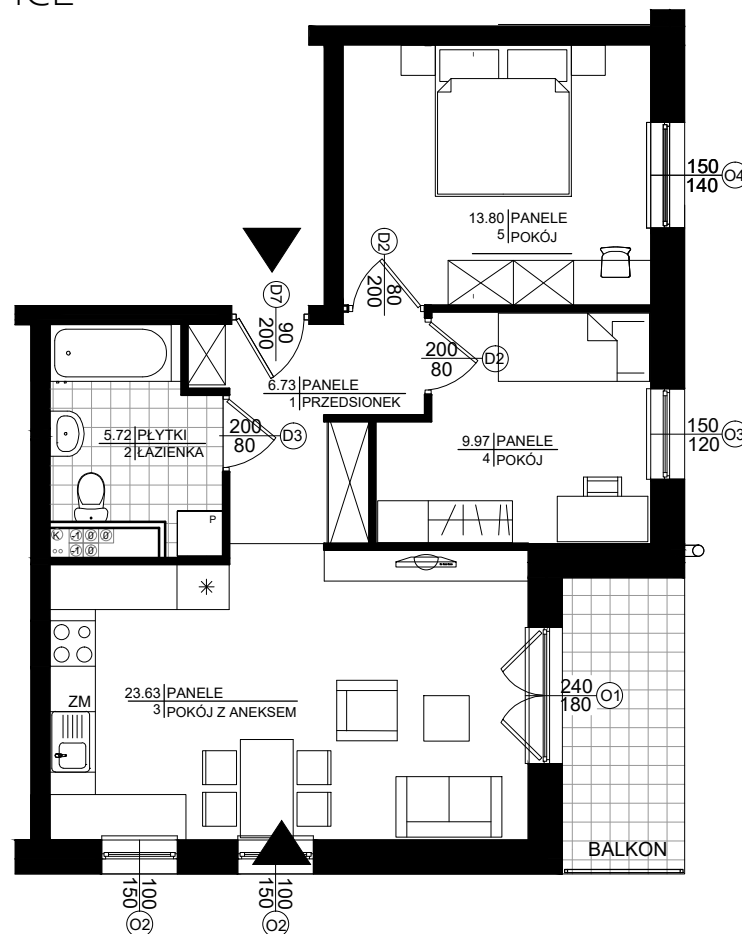 150
140
O4
13.80 PANELE
5 POKÓJ
D2
80
200
D7
90
200
200
80
D2
6.73 PANELE
1 PRZEDSIONEK
150
120
O3
5.72 PŁYTKI
2 ŁAZIENKA
200
80
D3
9.97 PANELE
4 POKÓJ
P
K
ZM
23.63 PANELE
3 POKÓJ Z ANEKSEM
240
180
O1
BALKON
100
150
O2
100
150
O2